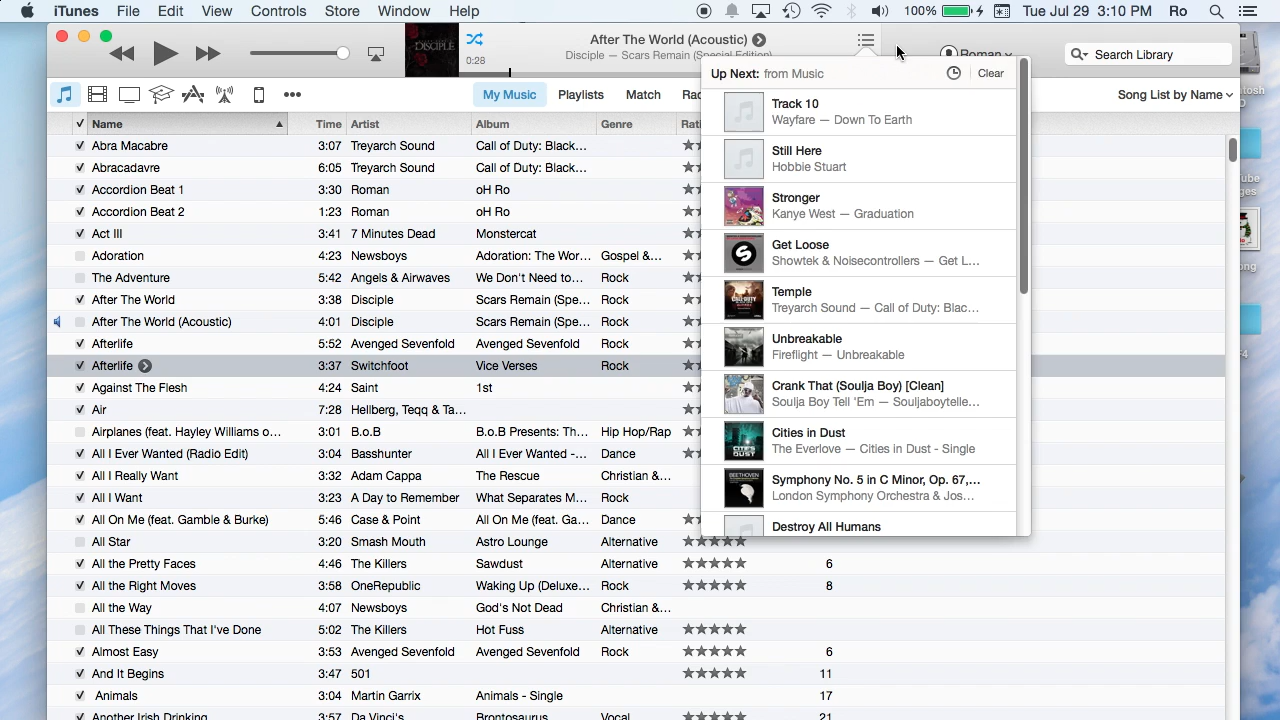 iTunes File Edit View Controls Store Window Help 100% Tue Jul 29 3:10 PM Ro
After The World (Acoustic)
Disciple — Scars Remain (Special Edition)
0:28
DISCIPLE
Roman
Search Library
My Music Playlists Match
Song List by Name
Up Next: from Music Clear
Track 10
Wayfare — Down To Earth
Still Here
Hobbie Stuart
Stronger
Kanye West — Graduation
Get Loose
Showtek & Noisecontrollers — Get L...
Temple
Treyarch Sound — Call of Duty: Blac...
Unbreakable
Fireflight — Unbreakable
Crank That (Soulja Boy) [Clean]
Soulja Boy Tell 'Em — Souljaboytelle...
Cities in Dust
The Everlove — Cities in Dust - Single
Symphony No. 5 in C Minor, Op. 67,...
London Symphony Orchestra & Jos...
Destroy All Humans
Name Time Artist Album Genre
Abra Macabre 3:07 Treyarch Sound Call of Duty: Black...
Abracadavre 6:05 Treyarch Sound Call of Duty: Black...
Accordion Beat 1 3:30 Roman oH Ro
Accordion Beat 2 1:23 Roman oH Ro
Act III 3:41 7 Minutes Dead Monstercat
Adoration 4:23 Newsboys Adoration: The Wor... Gospel &...
The Adventure 5:42 Angels & Airwaves We Don't Need to... Rock
After The World 3:38 Disciple Scars Remain (Spe... Rock
After The World (Acoustic) 4:01 Disciple Scars Remain (Spe... Rock
Afterlife 5:52 Avenged Sevenfold Avenged Sevenfold Rock
Afterlife 3:37 Switchfoot Vice Verses Rock
Against The Flesh 4:24 Saint 1st
Air 7:28 Hellberg, Teqq & Ta...
Airplanes (feat. Hayley Williams o... 3:01 B.o.B B.o.B Presents: Th... Hip Hop/Rap
All I Ever Wanted (Radio Edit) 3:04 Basshunter All I Ever Wanted -... Dance
All I Really Want 4:32 Adam Cappa The Rescue Christian &...
All I Want 3:23 A Day to Remember What Separates M... Rock
All On Me (feat. Gamble & Burke) 5:46 Case & Point All On Me (feat. Ga... Dance
All Star 3:20 Smash Mouth Astro Lounge Alternative ★★★★★
All the Pretty Faces 4:46 The Killers Sawdust Alternative ★★★★★ 6
All the Right Moves 3:58 OneRepublic Waking Up (Deluxe... Rock ★★★★★ 8
All the Way 4:07 Newsboys God's Not Dead Christian &...
All These Things That I've Done 5:02 The Killers Hot Fuss Alternative ★★★★★
Almost Easy 3:53 Avenged Sevenfold Avenged Sevenfold Rock ★★★★★ 6
And It Begins 3:47 501 ★★★★★ 11
Animals 3:04 Martin Garrix Animals - Single 17
Another Irish Drinking 3:57 Da Vinci's Brontosaurus Vocal ★★★★★ 21